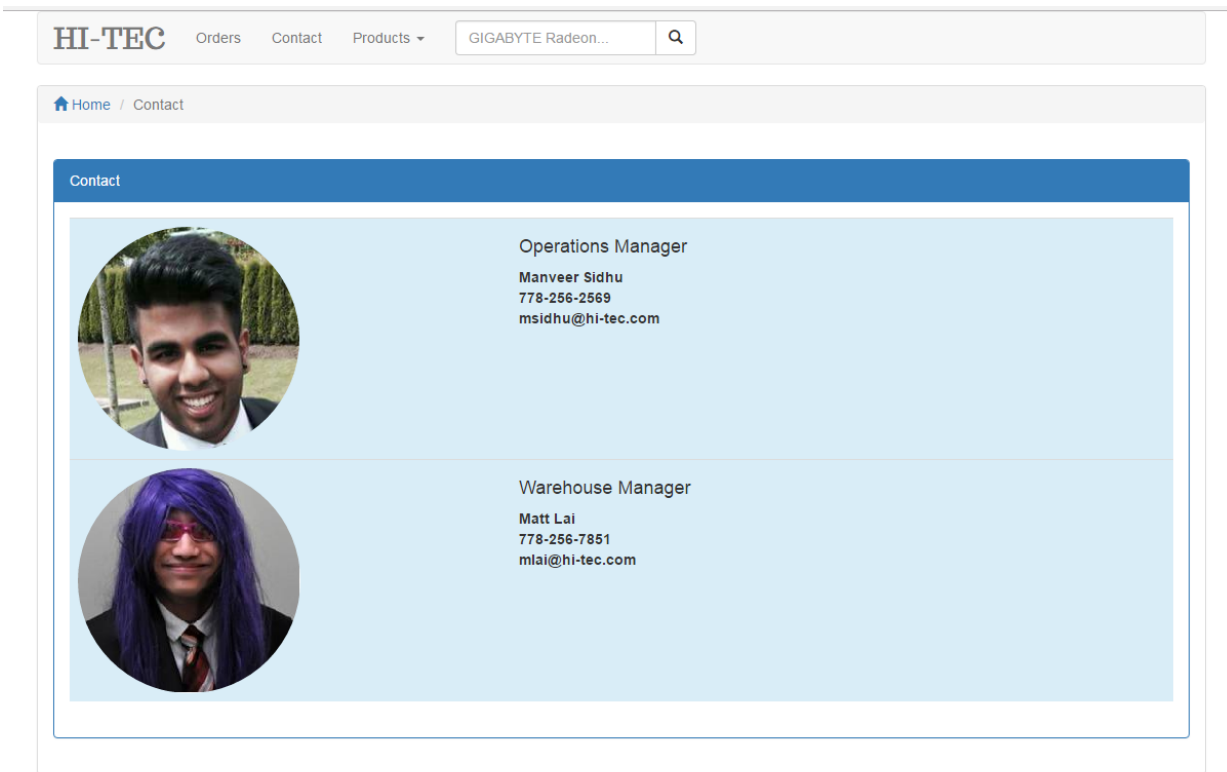 HI-TEC Orders Contact Products GIGABYTE Radeon...
Home / Contact
Contact
Operations Manager
Manveer Sidhu
778-256-2569
msidhu@hi-tec.com
Warehouse Manager
Matt Lai
778-256-7851
mlai@hi-tec.com